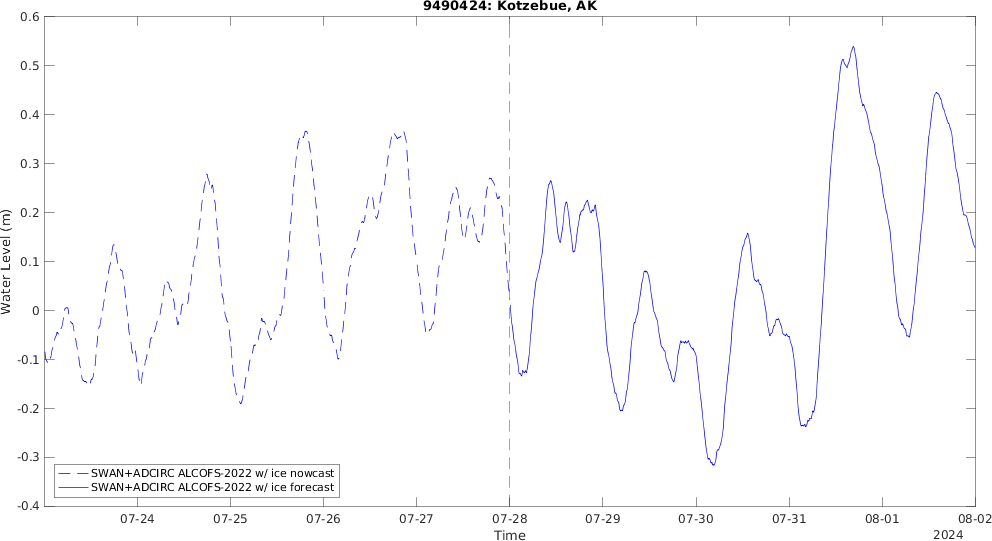 9490424: Kotzebue, AK
0.6
0.5
0.4
0.3
0.2
0.1
0
-0.1
-0.2
-0.3
-0.4
Water Level (m)
SWAN+ADCIRC ALCOFS-2022 w/ ice nowcast
SWAN+ADCIRC ALCOFS-2022 w/ ice forecast
07-24 07-25 07-26 07-27 07-28 07-29 07-30 07-31 08-01 08-02
Time
2024